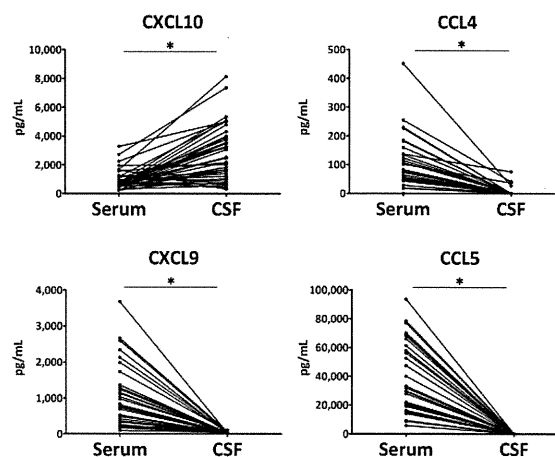 CXCL10
*
10,000
8,000
6,000
4,000
2,000
0
pg/mL
Serum CSF
CCL4
*
500
400
300
200
100
0
pg/mL
Serum CSF
CXCL9
*
4,000
3,000
2,000
1,000
0
pg/mL
Serum CSF
CCL5
*
100,000
80,000
60,000
40,000
20,000
0
pg/mL
Serum CSF